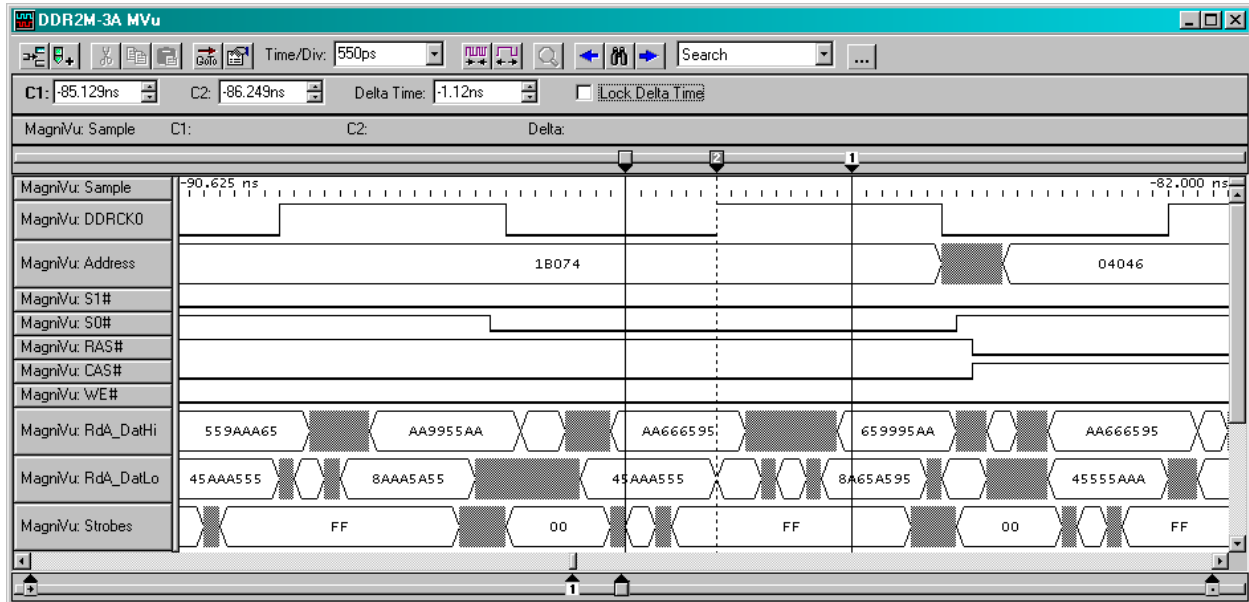 DDR2M-3A MVu
GoTo Time/Div: 550ps Search ...
C1: -85.129ns C2: -86.249ns Delta Time: -1.12ns Lock Delta Time
MagniVu: Sample C1: C2: Delta:
2 1
MagniVu: Sample -90.625 ns -82.000 ns
MagniVu: DDRCK0
MagniVu: Address 1B074 04046
MagniVu: S1#
MagniVu: S0#
MagniVu: RAS#
MagniVu: CAS#
MagniVu: WE#
MagniVu: RdA_DatHi 559AAA65 AA9955AA AA666595 659995AA AA666595
MagniVu: RdA_DatLo 45AAA555 8AAA5A55 45AAA555 8A65A595 45555AAA
MagniVu: Strobes FF 00 FF 00 FF
1